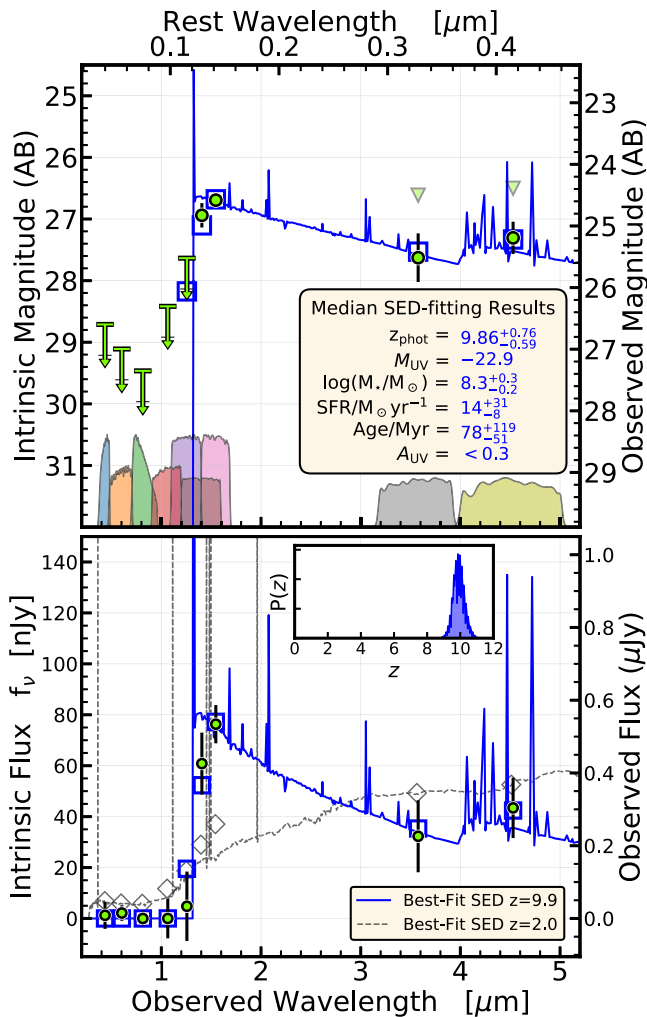 Rest Wavelength [μm]
0.1 0.2 0.3 0.4
Intrinsic Magnitude (AB)
25
26
27
28
29
30
31
Observed Magnitude (AB)
23
24
25
26
27
28
29
Median SED-fitting Results
z_phot = 9.86 +0.76 −0.59
M_UV = −22.9
log(M⋆/M⊙) = 8.3 +0.3 −0.2
SFR/M⊙yr⁻¹ = 14 +31 −8
Age/Myr = 78 +119 −51
A_UV = < 0.3
Intrinsic Flux f_ν [nJy]
140
120
100
80
60
40
20
0
Observed Flux (μJy)
1.0
0.8
0.6
0.4
0.2
0.0
P(z)
0 2 4 6 8 10 12
z
Best-Fit SED z=9.9
Best-Fit SED z=2.0
1 2 3 4 5
Observed Wavelength [μm]